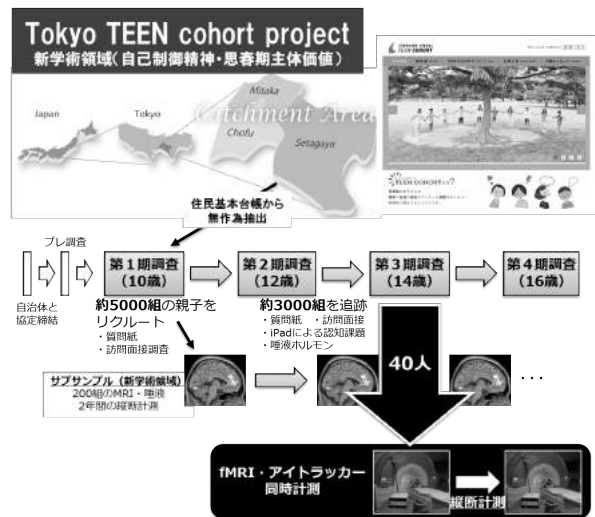 Tokyo TEEN cohort project
新学術領域(自己制御精神・思春期主体価値)
Catchment Area
Japan
Tokyo
Mitaka
Chofu
Setagaya
TEEN COHORT
住民基本台帳から
無作為抽出
プレ調査
自治体と
協定締結
第1期調査
(10歳)
第2期調査
(12歳)
第3期調査
(14歳)
第4期調査
(16歳)
約5000組の親子を
リクルート
・質問紙
・訪問面接調査
約3000組を追跡
・質問紙 ・訪問面接
・iPadによる認知課題
・唾液ホルモン
サブサンプル(新学術領域)
200組のMRI・唾液
2年間の縦断計測
40人
・・・
fMRI・アイトラッカー
同時計測
縦断計測